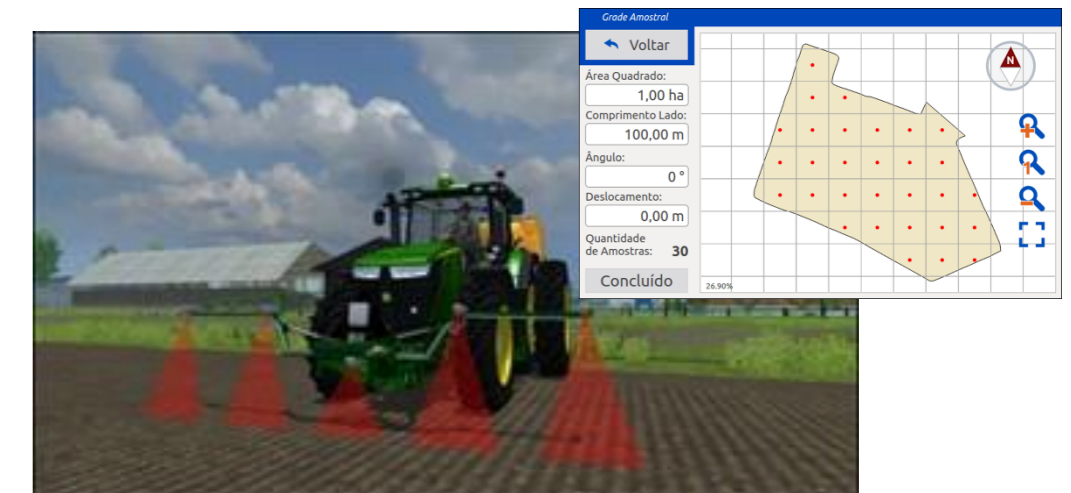 Grade Amostral
Voltar
Área Quadrado:
1,00 ha
Comprimento Lado:
100,00 m
Ângulo:
0 °
Deslocamento:
0,00 m
Quantidade
de Amostras: 30
Concluído
26.90%
N
1